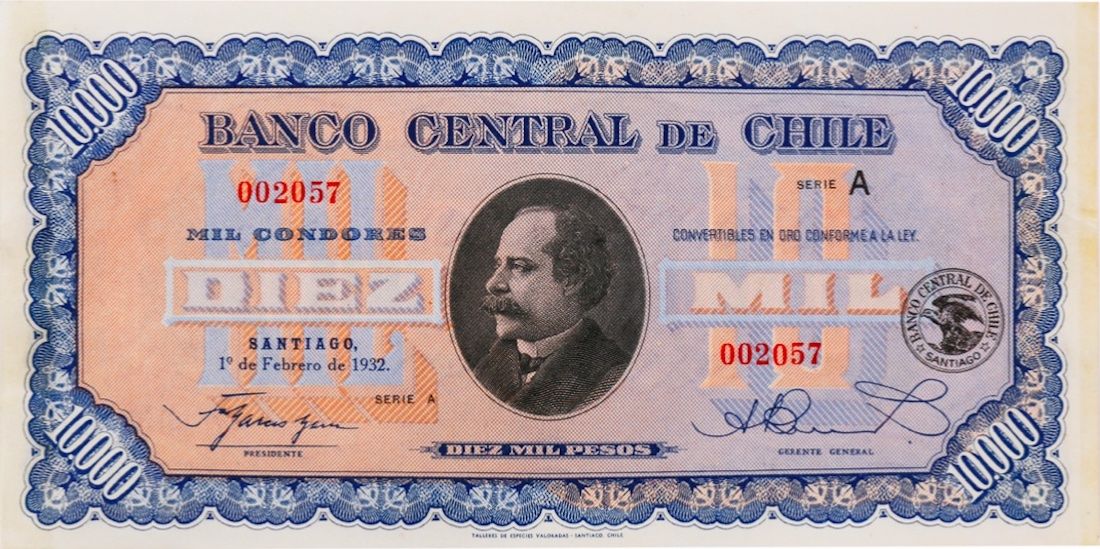 10.000
10.000
BANCO CENTRAL DE CHILE
002057
SERIE A
MIL CONDORES
CONVERTIBLES EN ORO CONFORME A LA LEY.
DIEZ
MIL
BANCO CENTRAL DE CHILE
SANTIAGO
SANTIAGO,
1º de Febrero de 1932.
002057
SERIE A
PRESIDENTE
DIEZ MIL PESOS
GERENTE GENERAL
10.000
10.000
TALLERES DE ESPECIES VALORADAS - SANTIAGO, CHILE